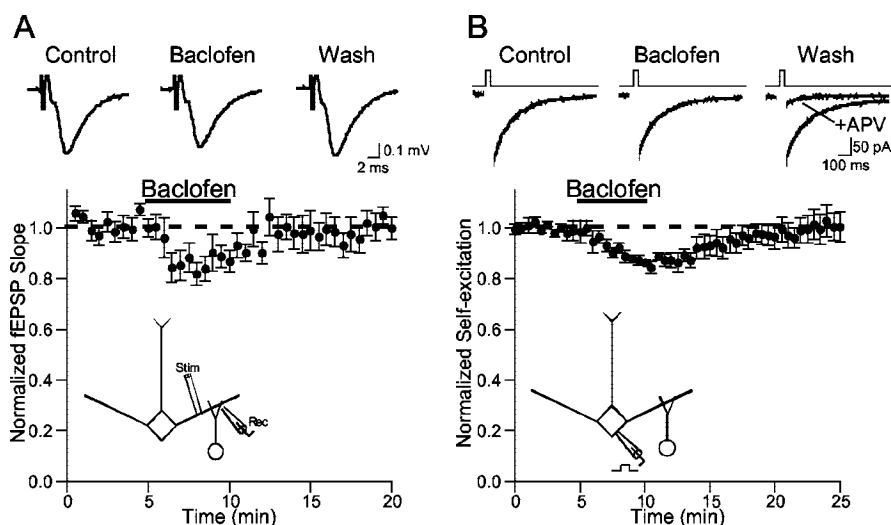 A
Control Baclofen Wash
0.1 mV
2 ms
Baclofen
Normalized fEPSP Slope
1.0
0.8
0.6
0.4
0.2
0.0
Stim
Rec
0 5 10 15 20
Time (min)
B
Control Baclofen Wash
+APV
50 pA
100 ms
Baclofen
Normalized Self-excitation
1.0
0.8
0.6
0.4
0.2
0.0
0 5 10 15 20 25
Time (min)